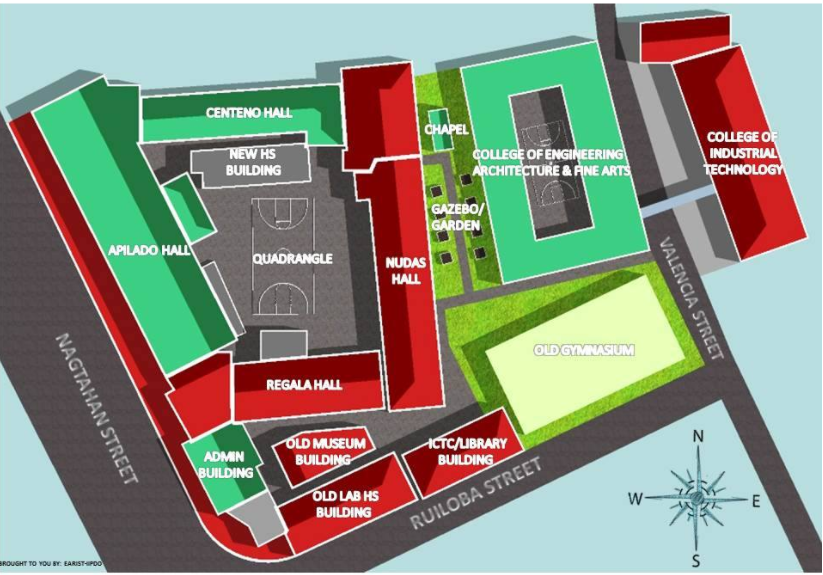 CENTENO HALL
CHAPEL
NEW HS
BUILDING
COLLEGE OF ENGINEERING
ARCHITECTURE & FINE ARTS
COLLEGE OF
INDUSTRIAL
TECHNOLOGY
GAZEBO/
GARDEN
APILADO HALL
QUADRANGLE
NUDAS
HALL
VALENCIA STREET
NAGTAHAN STREET
OLD GYMNASIUM
REGALA HALL
ADMIN
BUILDING
OLD MUSEUM
BUILDING
ICTC/LIBRARY
BUILDING
OLD LAB HS
BUILDING
RUILOBA STREET
N
W
E
S
BROUGHT TO YOU BY: EARIST-IPDO